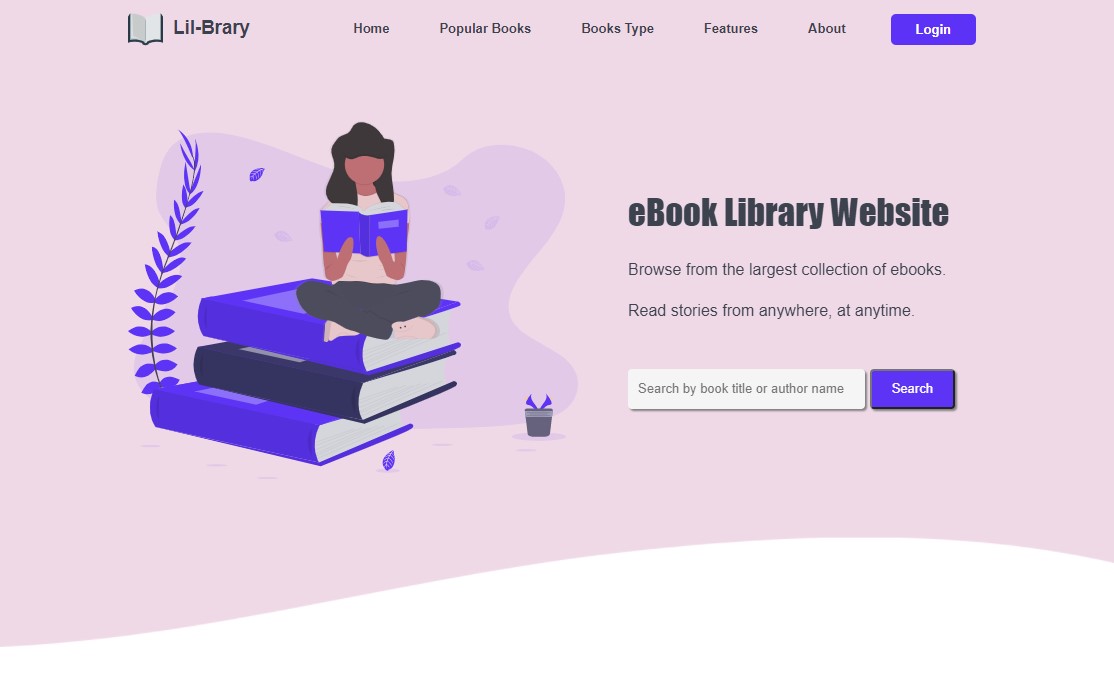 Lil-Brary
Home
Popular Books
Books Type
Features
About
Login
eBook Library Website
Browse from the largest collection of ebooks.
Read stories from anywhere, at anytime.
Search by book title or author name
Search